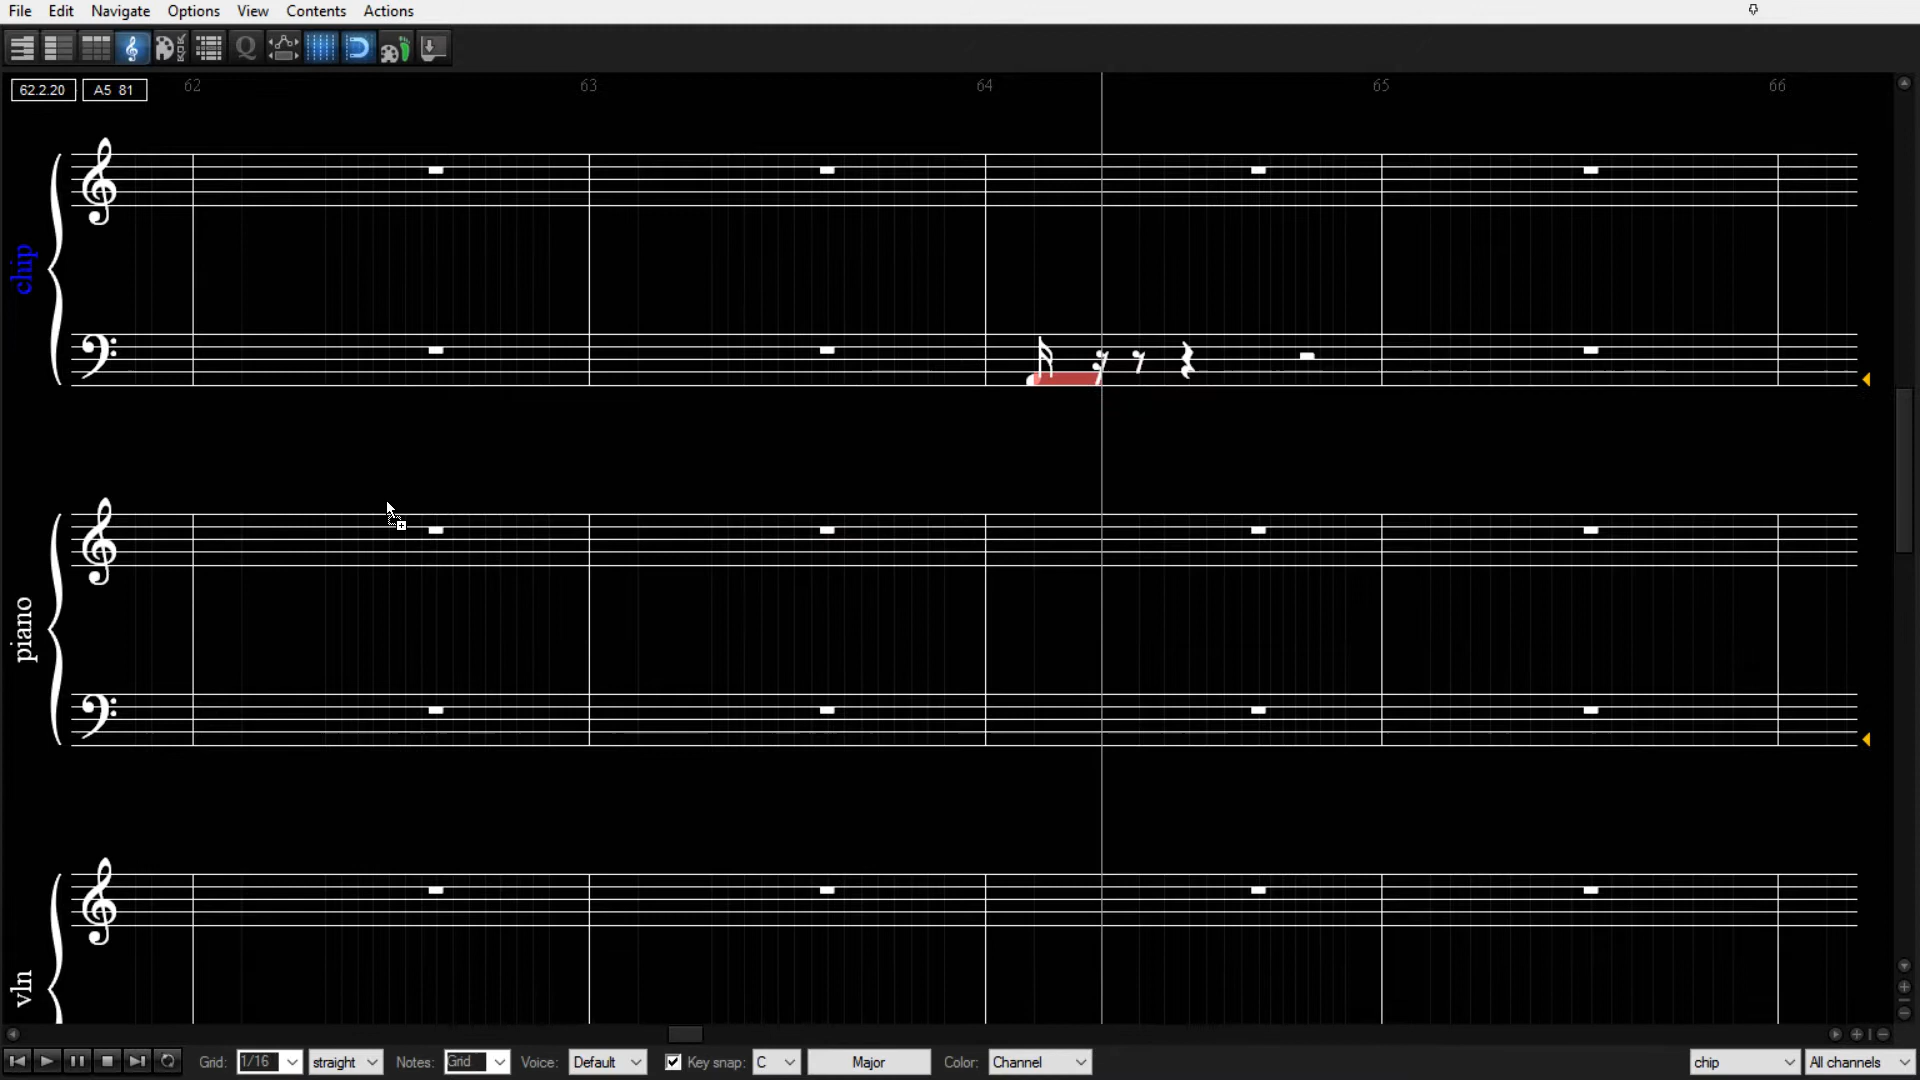 File Edit Navigate Options View Contents Actions
Q
62.2.20 A5 81 62 63 64 65 66
chip
piano
vln
Grid: 1/16 straight Notes: Grid Voice: Default Key snap: C Major Color: Channel chip All channels